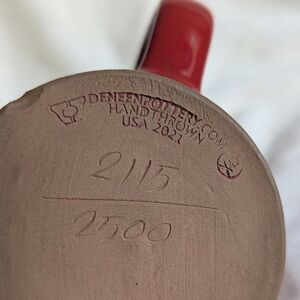 DENEENPOTTERY.COM
HANDTHROWN
USA 2021
2115
2500